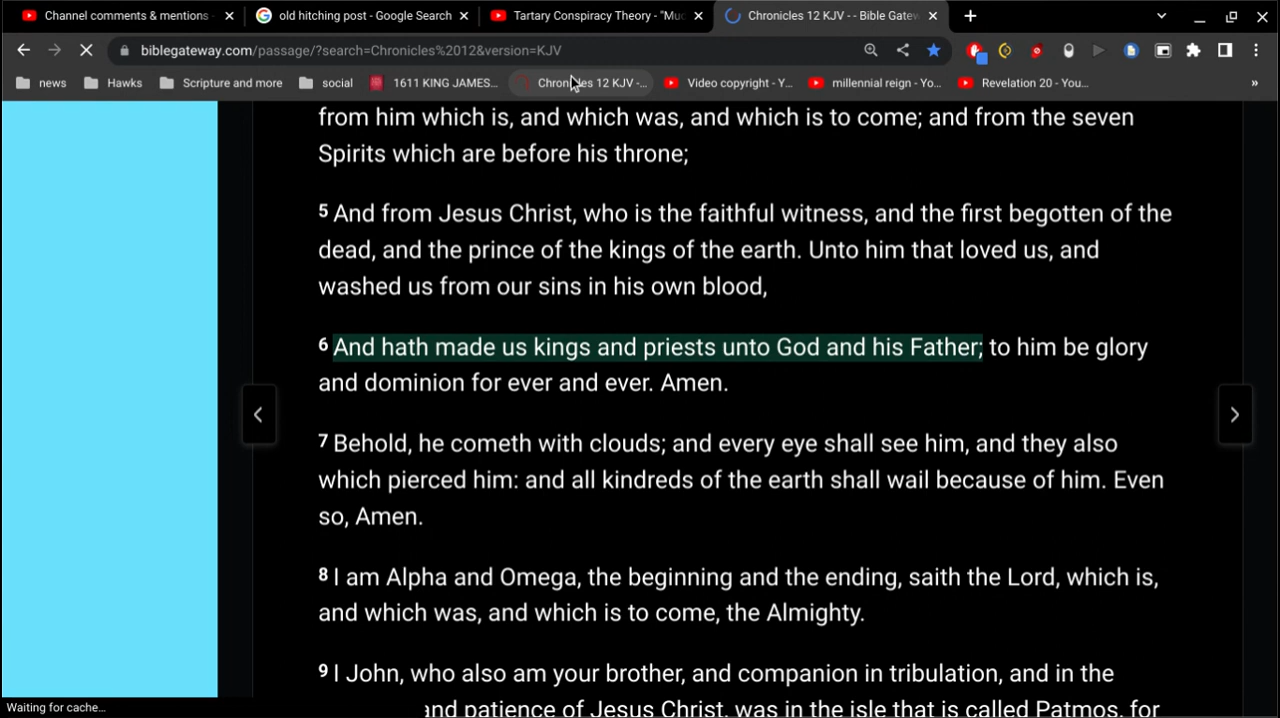 Channel comments & mentions -
old hitching post - Google Search
Tartary Conspiracy Theory - "Muc
Chronicles 12 KJV - - Bible Gatew
biblegateway.com/passage/?search=Chronicles%2012&version=KJV
news
Hawks
Scripture and more
social
1611 KING JAMES...
Chronicles 12 KJV -...
Video copyright - Y...
millennial reign - Yo...
Revelation 20 - You...
»
from him which is, and which was, and which is to come; and from the seven
Spirits which are before his throne;
5 And from Jesus Christ, who is the faithful witness, and the first begotten of the
dead, and the prince of the kings of the earth. Unto him that loved us, and
washed us from our sins in his own blood,
6 And hath made us kings and priests unto God and his Father; to him be glory
and dominion for ever and ever. Amen.
7 Behold, he cometh with clouds; and every eye shall see him, and they also
which pierced him: and all kindreds of the earth shall wail because of him. Even
so, Amen.
8 I am Alpha and Omega, the beginning and the ending, saith the Lord, which is,
and which was, and which is to come, the Almighty.
9 I John, who also am your brother, and companion in tribulation, and in the
and patience of Jesus Christ, was in the isle that is called Patmos, for
Waiting for cache...